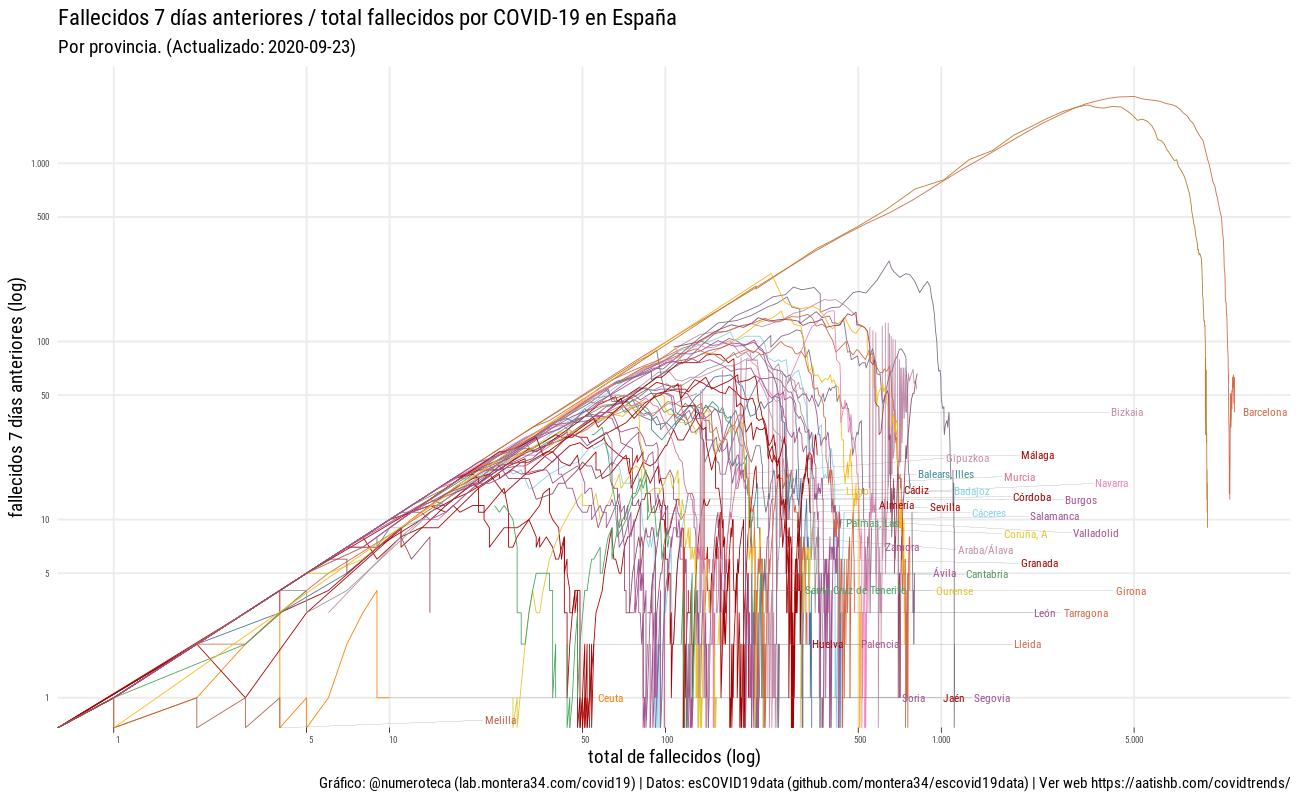 Fallecidos 7 días anteriores / total fallecidos por COVID-19 en España
Por provincia. (Actualizado: 2020-09-23)
fallecidos 7 días anteriores (log)
1.000
500
100
50
10
5
1
Bizkaia
Barcelona
Gipuzkoa
Málaga
Balears, Illes
Murcia
Navarra
Lugo
Cádiz
Badajoz
Córdoba
Burgos
Almería
Sevilla
Cáceres
Salamanca
Palmas, Las
Coruña, A
Valladolid
Zamora
Araba/Álava
Granada
Ávila
Cantabria
Santa Cruz de Tenerife
Ourense
Girona
León
Tarragona
Huelva
Palencia
Lleida
Ceuta
Soria
Jaén
Segovia
Melilla
1
5
10
50
100
500
1.000
5.000
total de fallecidos (log)
Gráfico: @numeroteca (lab.montera34.com/covid19) | Datos: esCOVID19data (github.com/montera34/escovid19data) | Ver web https://aatishb.com/covidtrends/